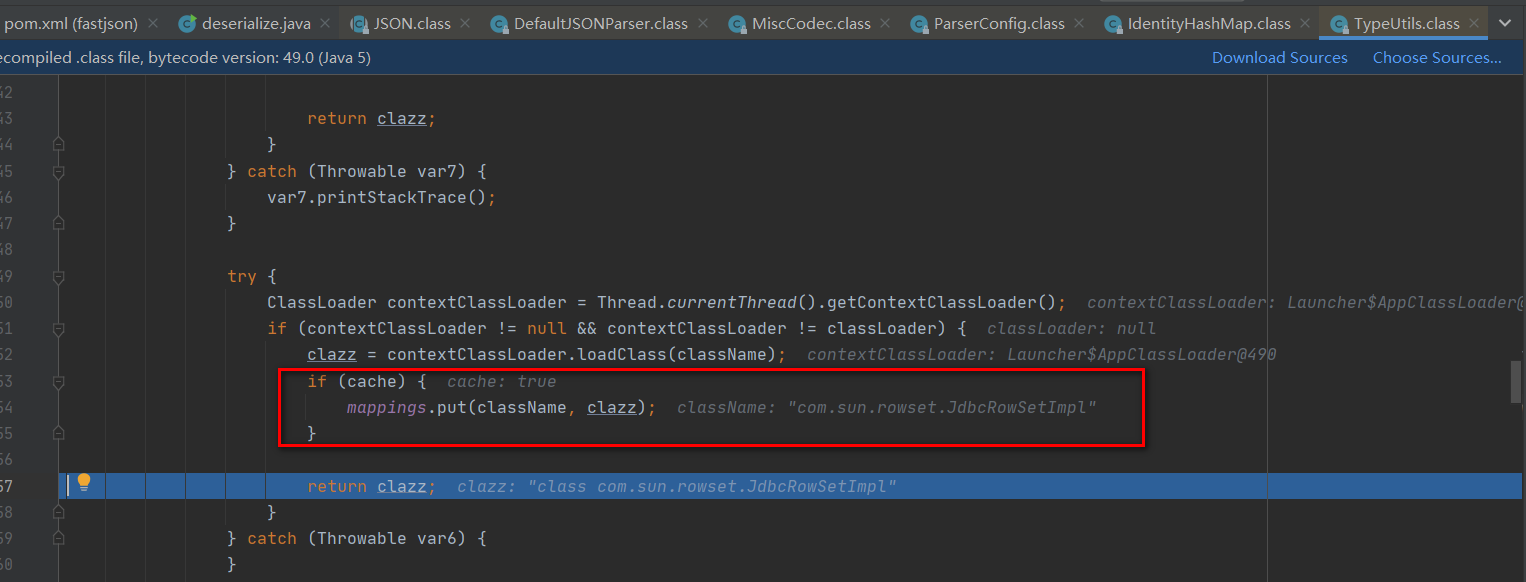 pom.xml (fastjson) × deserialize.java × JSON.class × DefaultJSONParser.class × MiscCodec.class × ParserConfig.class × IdentityHashMap.class × TypeUtils.class ×
ecompiled .class file, bytecode version: 49.0 (Java 5) Download Sources Choose Sources...
42
43 return clazz;
44 }
45 } catch (Throwable var7) {
46 var7.printStackTrace();
47 }
48
49 try {
50 ClassLoader contextClassLoader = Thread.currentThread().getContextClassLoader(); contextClassLoader: Launcher$AppClassLoader@
51 if (contextClassLoader != null && contextClassLoader != classLoader) { classLoader: null
52 clazz = contextClassLoader.loadClass(className); contextClassLoader: Launcher$AppClassLoader@490
53 if (cache) { cache: true
54 mappings.put(className, clazz); className: "com.sun.rowset.JdbcRowSetImpl"
55 }
56
57 return clazz; clazz: "class com.sun.rowset.JdbcRowSetImpl"
58 }
59 } catch (Throwable var6) {
60 }